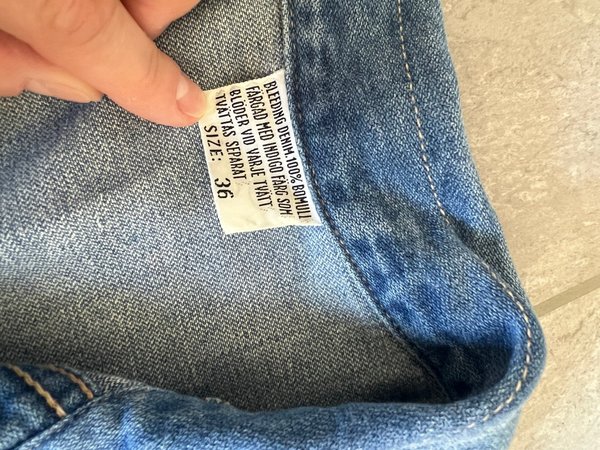 BLEEDING DENIM. 100% BOMULL
FÄRGAD MED INDIGO FÄRG SOM
BLÖDER VID VARJE TVÄTT.
TVÄTTAS SEPARAT
SIZE: 36